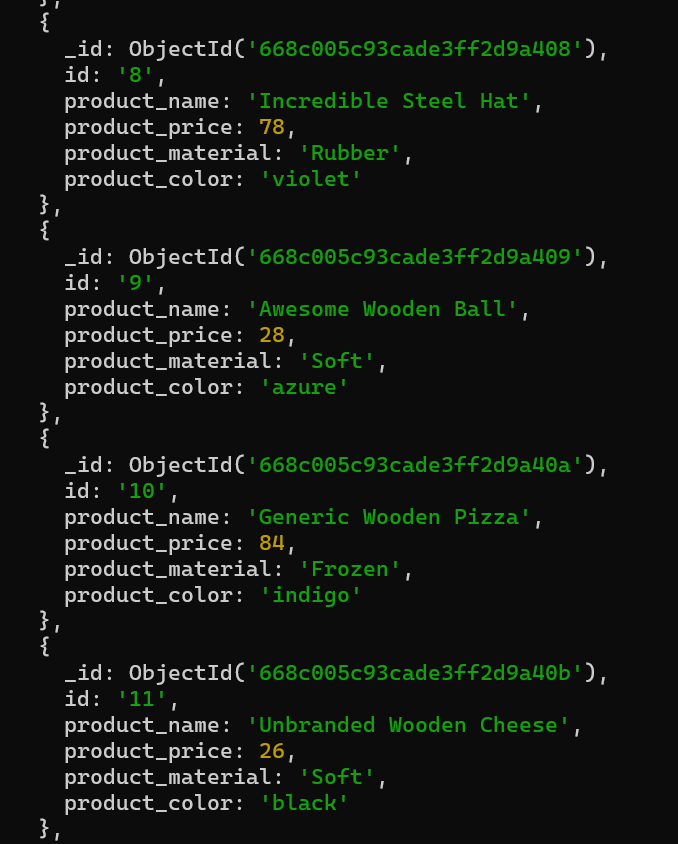 },
{
_id: ObjectId('668c005c93cade3ff2d9a408'),
id: '8',
product_name: 'Incredible Steel Hat',
product_price: 78,
product_material: 'Rubber',
product_color: 'violet'
},
{
_id: ObjectId('668c005c93cade3ff2d9a409'),
id: '9',
product_name: 'Awesome Wooden Ball',
product_price: 28,
product_material: 'Soft',
product_color: 'azure'
},
{
_id: ObjectId('668c005c93cade3ff2d9a40a'),
id: '10',
product_name: 'Generic Wooden Pizza',
product_price: 84,
product_material: 'Frozen',
product_color: 'indigo'
},
{
_id: ObjectId('668c005c93cade3ff2d9a40b'),
id: '11',
product_name: 'Unbranded Wooden Cheese',
product_price: 26,
product_material: 'Soft',
product_color: 'black'
},